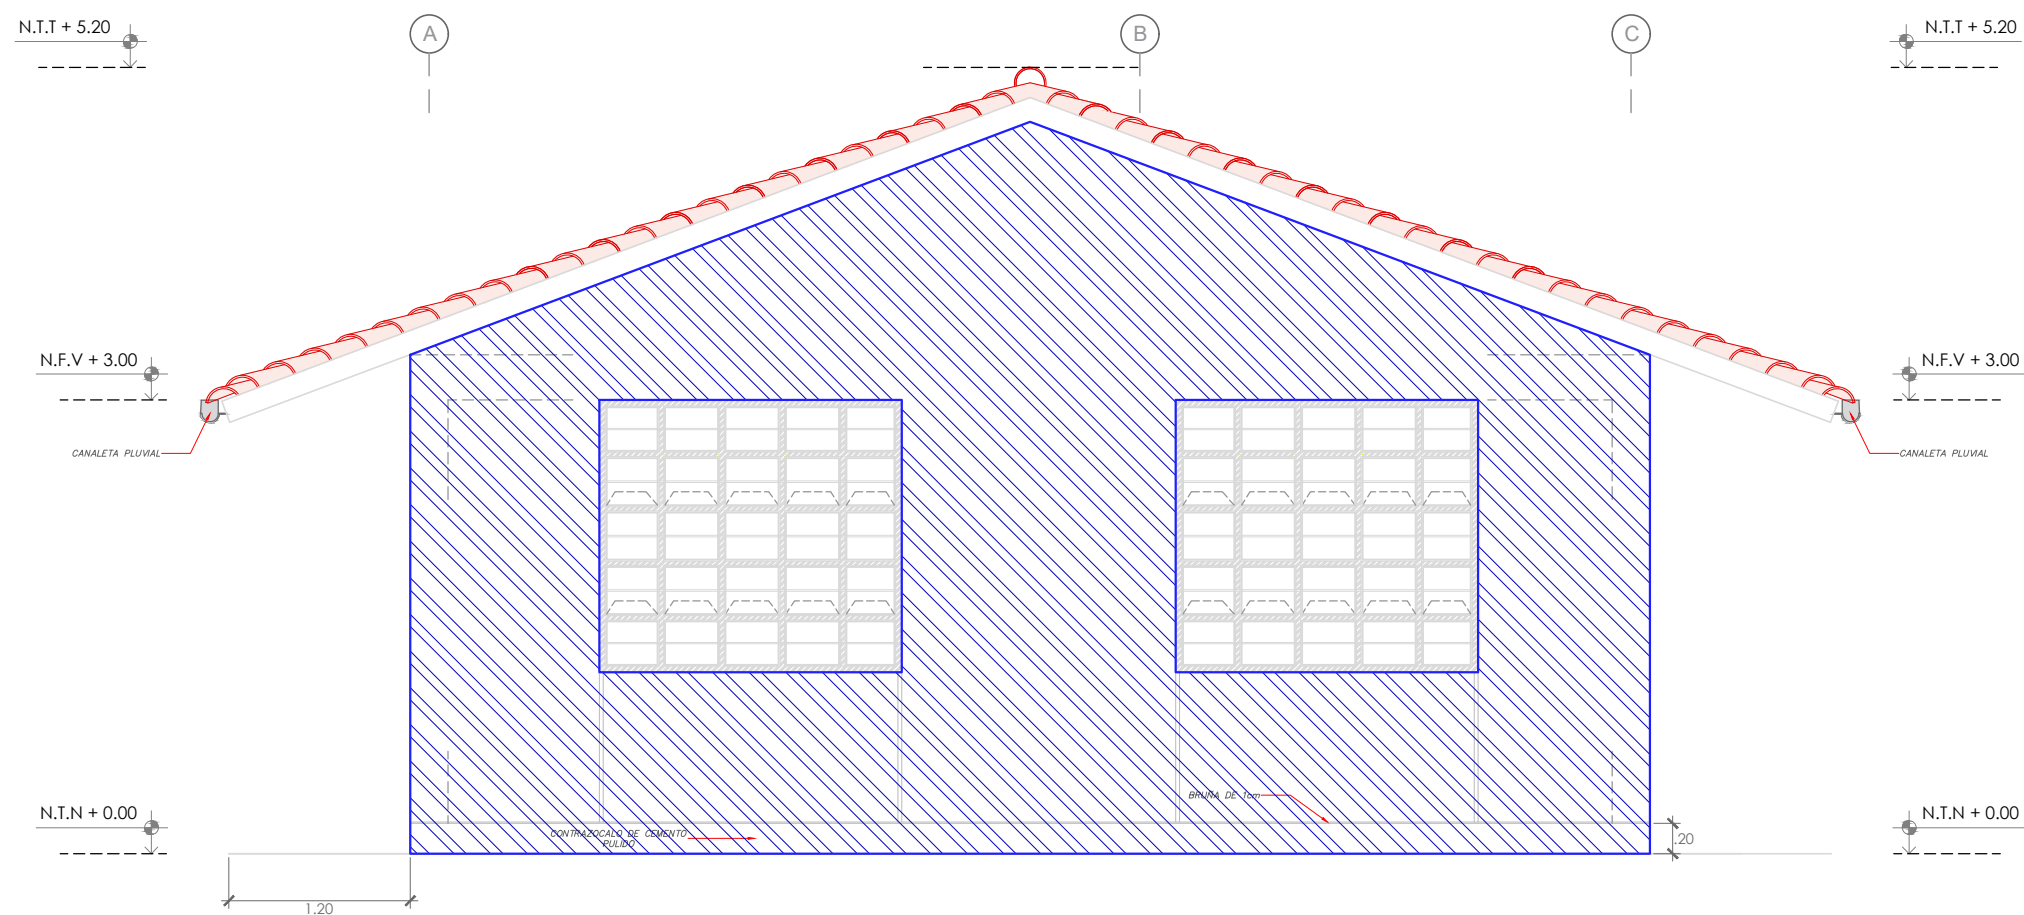 N.T.T + 5.20
A
B
C
N.T.T + 5.20
N.F.V + 3.00
N.F.V + 3.00
CANALETA PLUVIAL
CANALETA PLUVIAL
BRUÑA DE 1cm
N.T.N + 0.00
N.T.N + 0.00
CONTRAZOCALO DE CEMENTO
PULIDO
.20
1.20